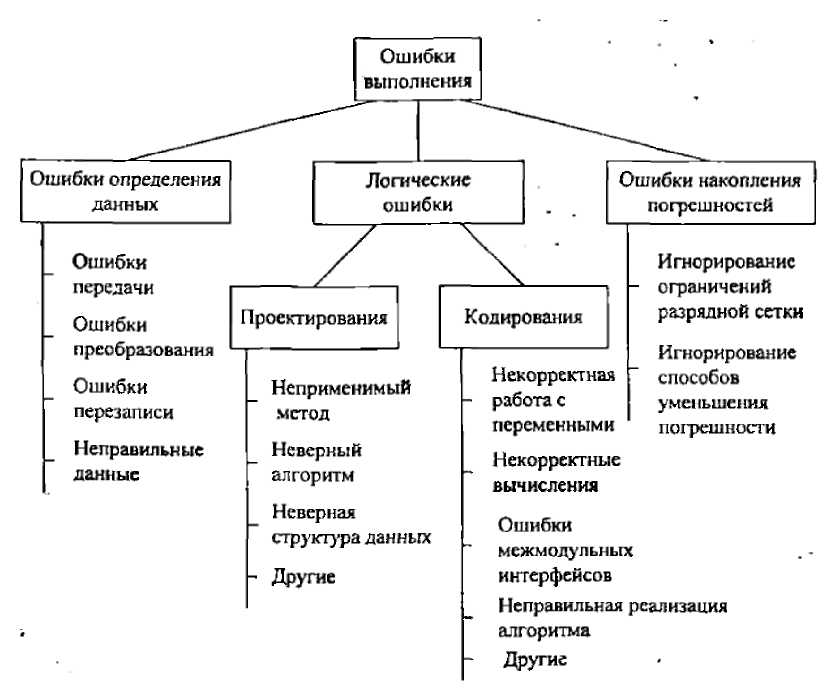 Ошибки
выполнения
Ошибки определения
данных
Логические
ошибки
Ошибки накопления
погрешностей
Ошибки
передачи
Ошибки
преобразования
Ошибки
перезаписи
Неправильные
данные
Проектирования
Неприменимый
метод
Неверный
алгоритм
Неверная
структура данных
Другие
Кодирования
Некорректная
работа с
переменными
Некорректные
вычисления
Ошибки
межмодульных
интерфейсов
Неправильная реализация
алгоритма
Другие
Игнорирование
ограничений
разрядной сетки
Игнорирование
способов
уменьшения
погрешности